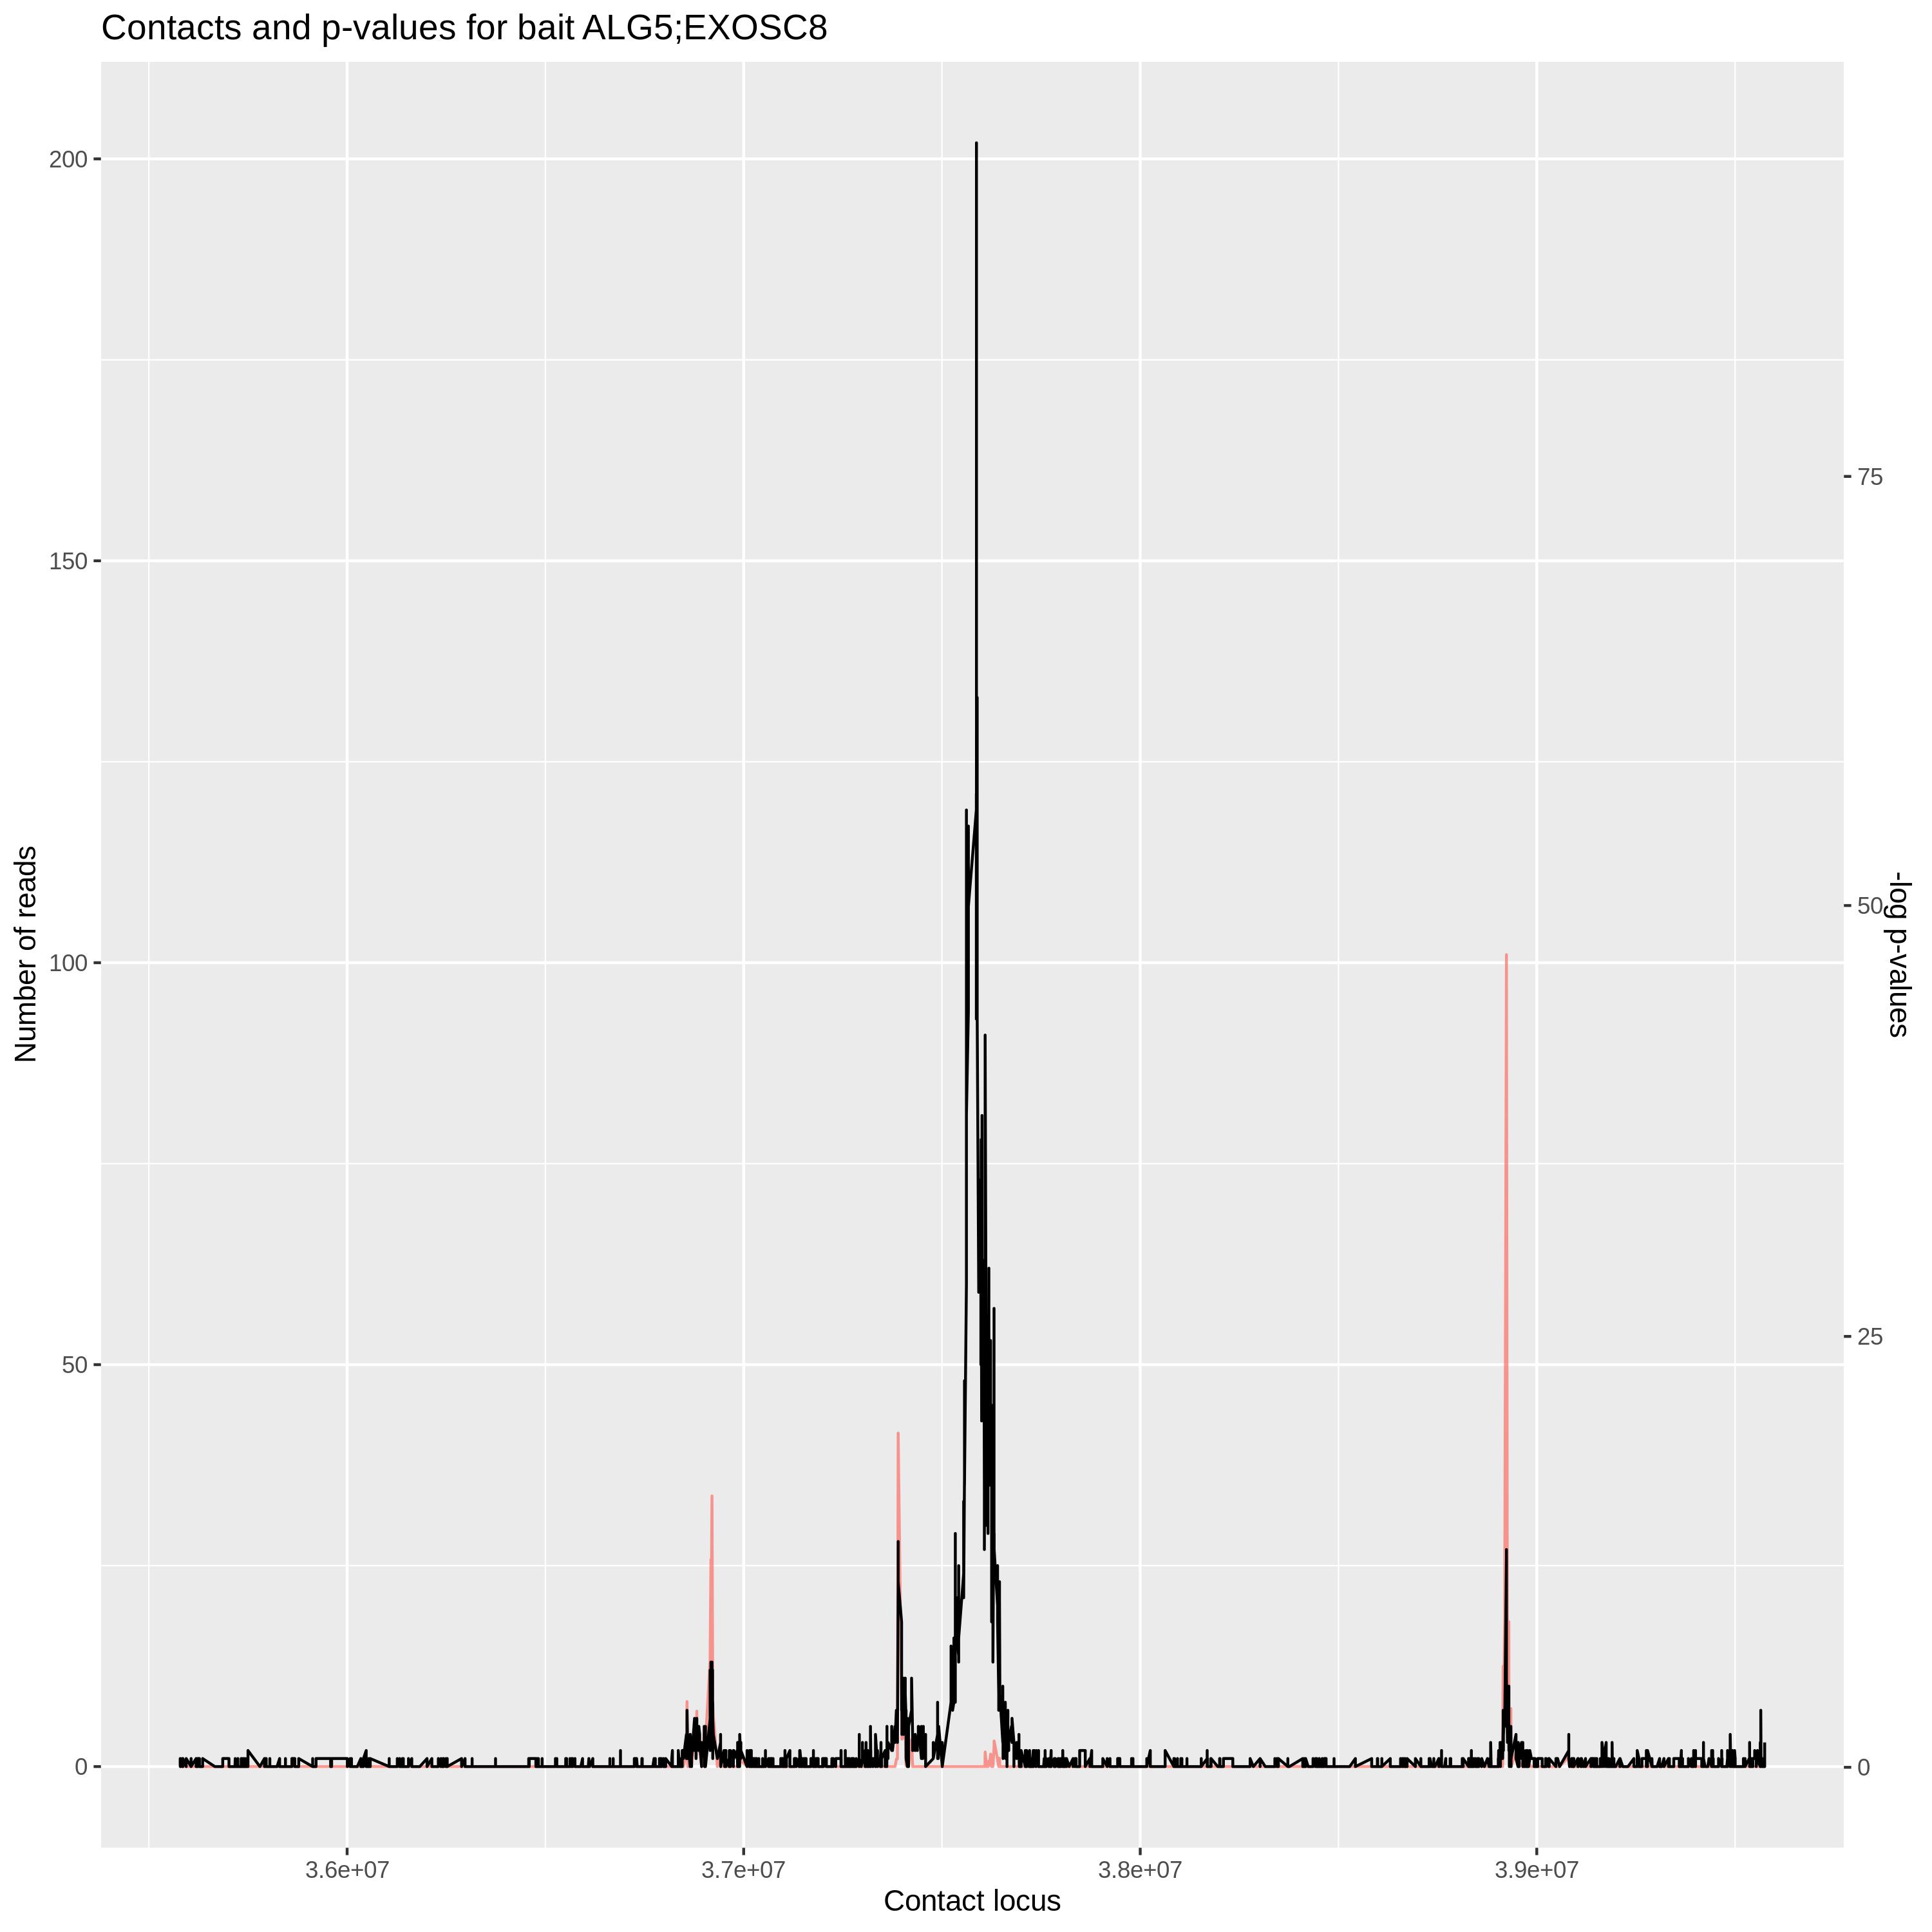 Contacts and p-values for bait ALG5;EXOSC8
200
150
100
50
0
Number of reads
75
50
25
0
-log p-values
3.6e+07
3.7e+07
3.8e+07
3.9e+07
Contact locus